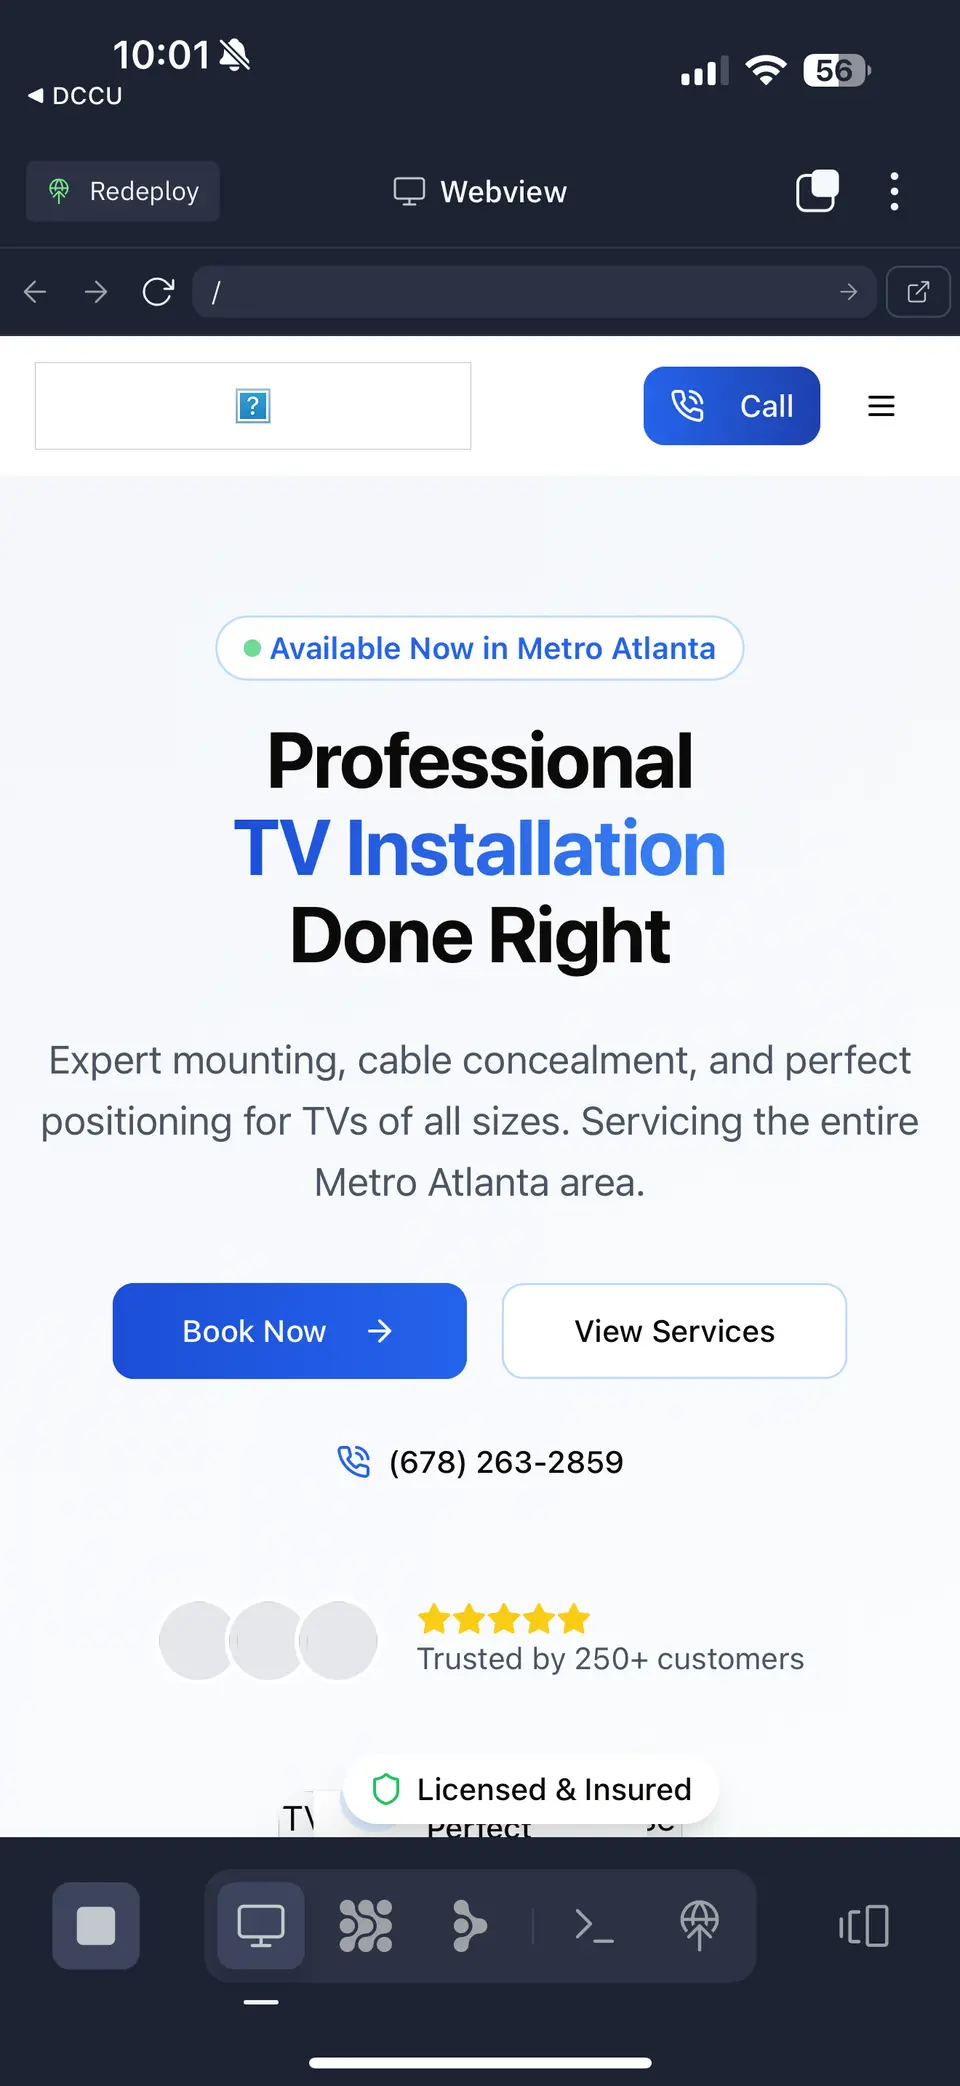 10:01
56
DCCU
Redeploy
Webview
/
?
Call
Available Now in Metro Atlanta
Professional
TV Installation
Done Right
Expert mounting, cable concealment, and perfect
positioning for TVs of all sizes. Servicing the entire
Metro Atlanta area.
Book Now
View Services
(678) 263-2859
Trusted by 250+ customers
Licensed & Insured
TV
Perfect